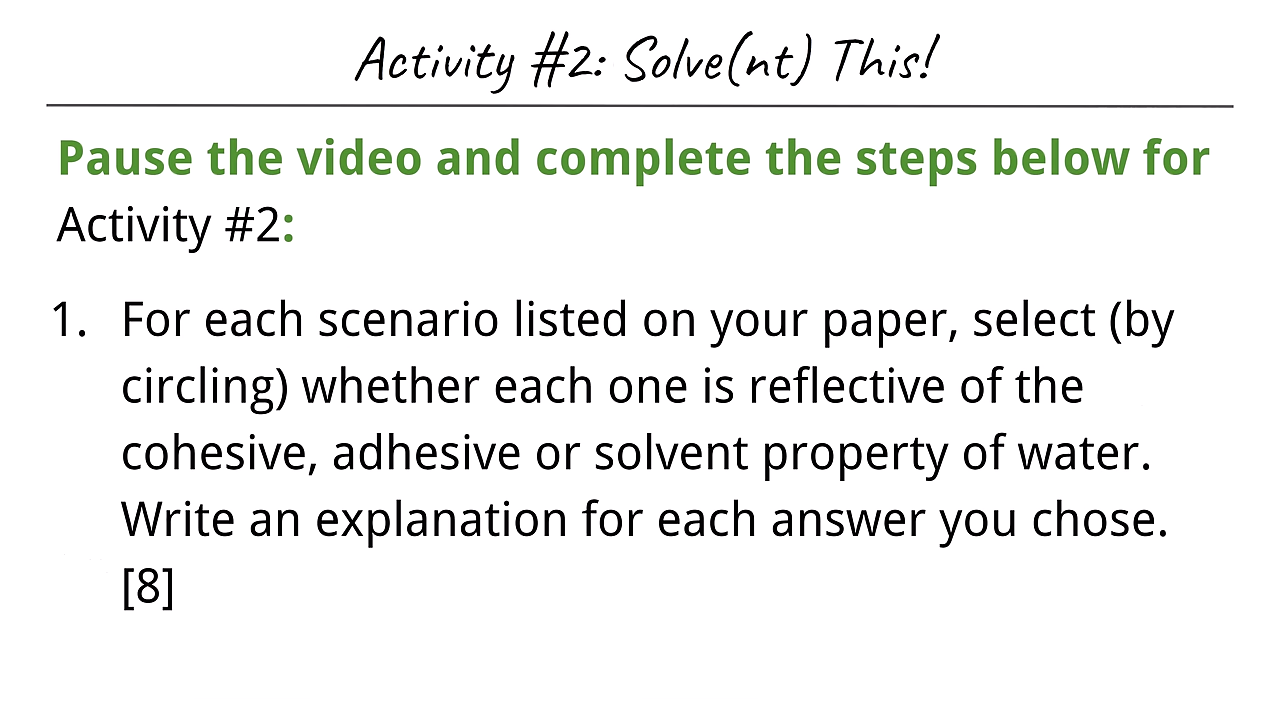 Activity #2: Solve(nt) This!
Pause the video and complete the steps below for
Activity #2:
1. For each scenario listed on your paper, select (by
circling) whether each one is reflective of the
cohesive, adhesive or solvent property of water.
Write an explanation for each answer you chose.
[8]